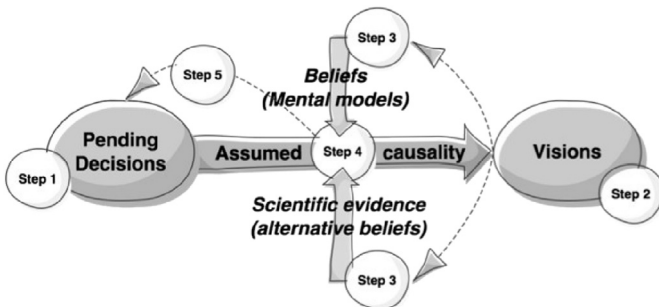 Step 3
Step 5
Beliefs
(Mental models)
Pending
Decisions
Assumed
Step 4
causality
Visions
Step 1
Step 2
Scientific evidence
(alternative beliefs)
Step 3